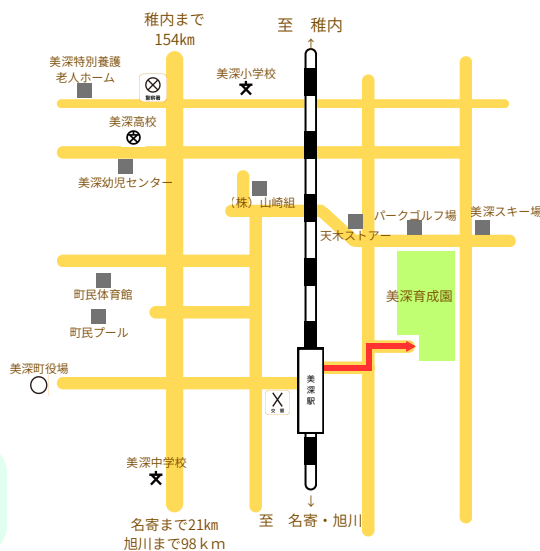 稚内まで
154㎞
至　稚内
↑
美深特別養護
老人ホーム
美深小学校
警察署
美深高校
美深幼児センター
（株）山崎組
天木ストアー
パークゴルフ場
美深スキー場
美深育成園
町民体育館
町民プール
美深町役場
美深駅
交番
美深中学校
名寄まで21㎞
旭川まで98ｋｍ
↓
至　名寄・旭川